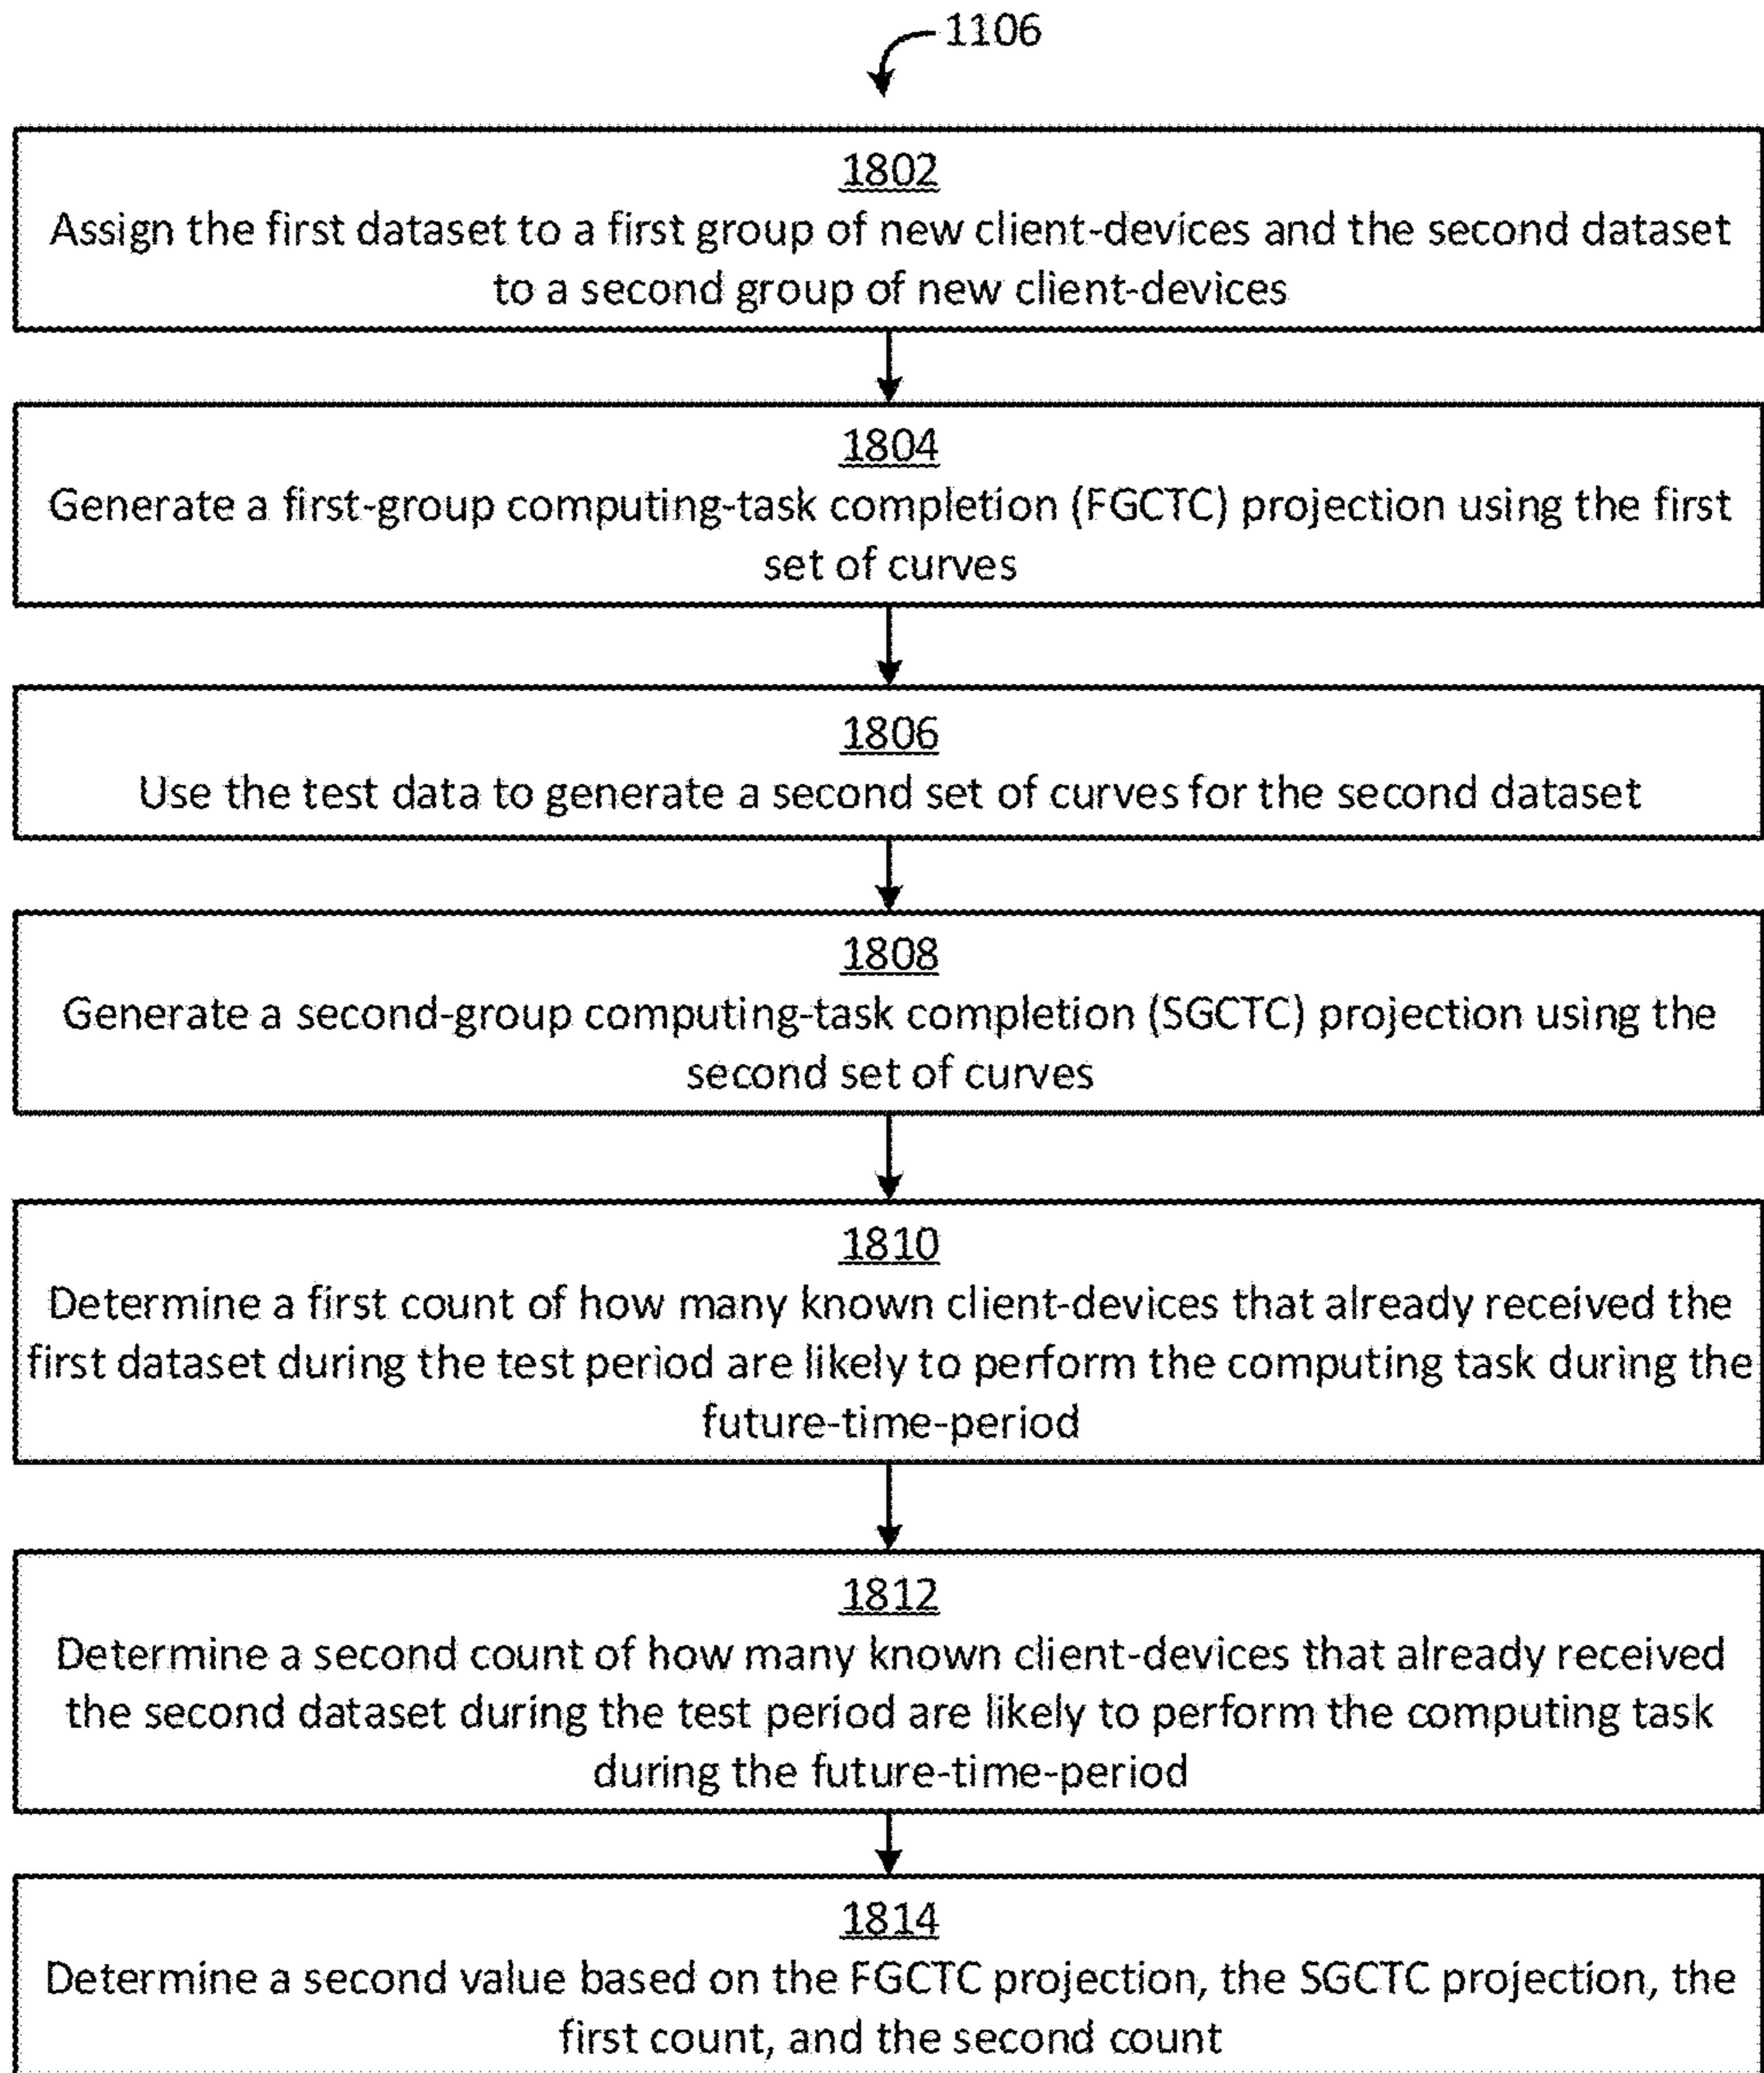 1106
1802
Assign the first dataset to a first group of new client-devices and the second dataset
to a second group of new client-devices
1804
Generate a first-group computing-task completion (FGCTC) projection using the first
set of curves
1806
Use the test data to generate a second set of curves for the second dataset
1808
Generate a second-group computing-task completion (SGCTC) projection using the
second set of curves
1810
Determine a first count of how many known client-devices that already received the
first dataset during the test period are likely to perform the computing task during the
future-time-period
1812
Determine a second count of how many known client-devices that already received
the second dataset during the test period are likely to perform the computing task
during the future-time-period
1814
Determine a second value based on the FGCTC projection, the SGCTC projection, the
first count, and the second count